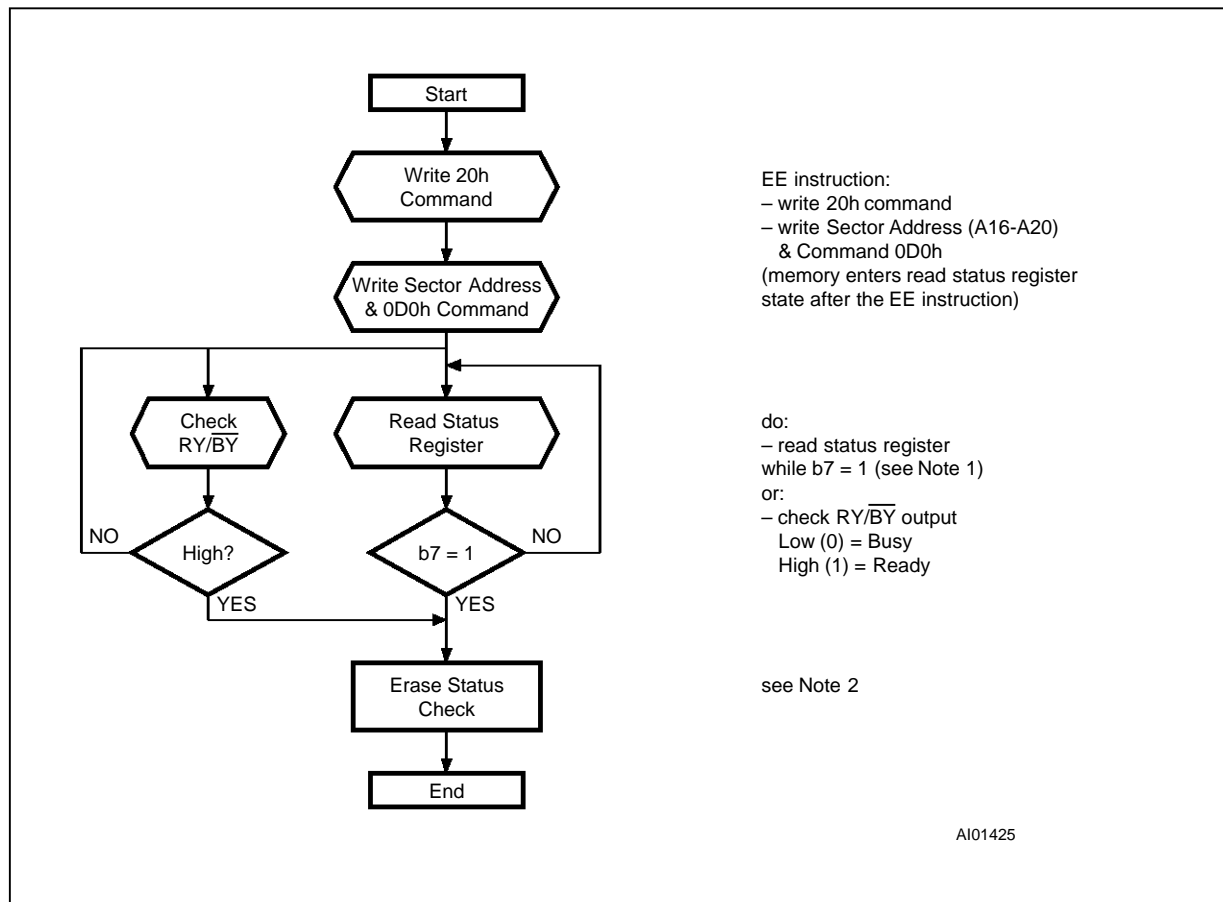 Start
Write 20h
Command
EE instruction:
– write 20h command
– write Sector Address (A16-A20)
& Command 0D0h
(memory enters read status register
state after the EE instruction)
Write Sector Address
& 0D0h Command
Check
RY/B̅Y̅
Read Status
Register
do:
– read status register
while b7 = 1 (see Note 1)
or:
– check RY/B̅Y̅ output
Low (0) = Busy
High (1) = Ready
NO
High?
b7 = 1
NO
YES
YES
Erase Status
Check
see Note 2
End
AI01425